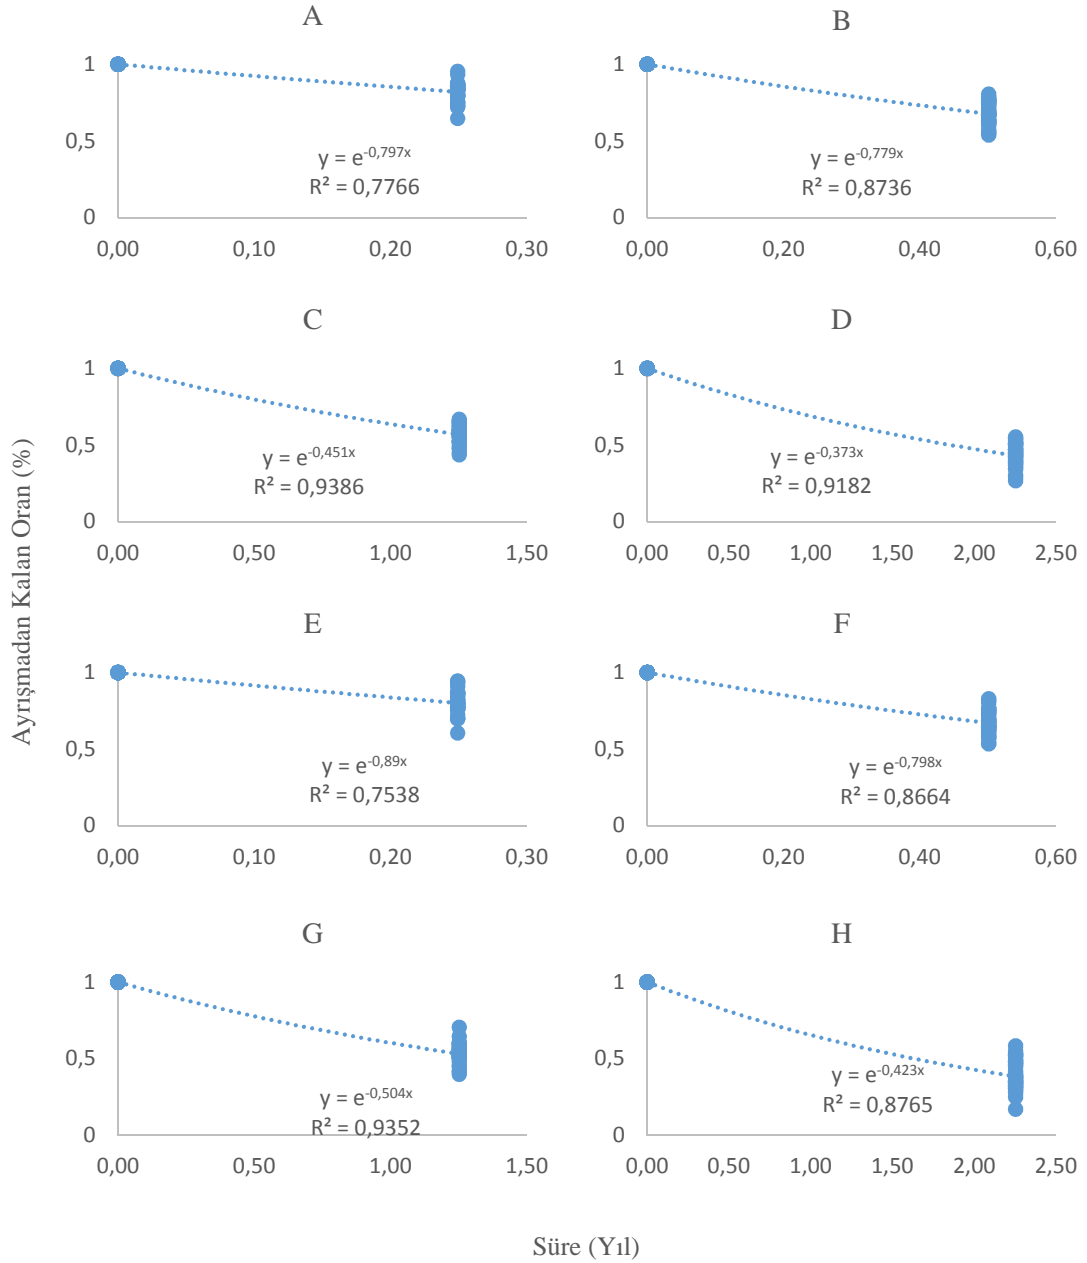 A
1
0,5
0
y = e^-0,797x
R² = 0,7766
0,00 0,10 0,20 0,30
B
1
0,5
0
y = e^-0,779x
R² = 0,8736
0,00 0,20 0,40 0,60
C
1
0,5
0
y = e^-0,451x
R² = 0,9386
0,00 0,50 1,00 1,50
D
1
0,5
0
y = e^-0,373x
R² = 0,9182
0,00 0,50 1,00 1,50 2,00 2,50
Ayrışmadan Kalan Oran (%)
E
1
0,5
0
y = e^-0,89x
R² = 0,7538
0,00 0,10 0,20 0,30
F
1
0,5
0
y = e^-0,798x
R² = 0,8664
0,00 0,20 0,40 0,60
G
1
0,5
0
y = e^-0,504x
R² = 0,9352
0,00 0,50 1,00 1,50
H
1
0,5
0
y = e^-0,423x
R² = 0,8765
0,00 0,50 1,00 1,50 2,00 2,50
Süre (Yıl)